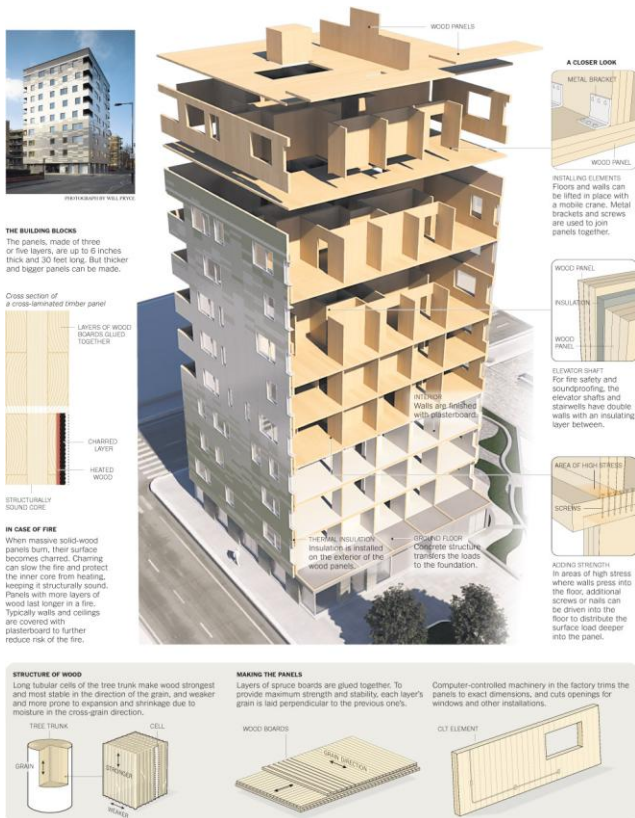 WOOD PANELS
PHOTOGRAPH BY WILL PRYCE
THE BUILDING BLOCKS
The panels, made of three
or five layers, are up to 6 inches
thick and 30 feet long. But thicker
and bigger panels can be made.
Cross section of
a cross-laminated timber panel
LAYERS OF WOOD
BOARDS GLUED
TOGETHER
CHARRED
LAYER
HEATED
WOOD
STRUCTURALLY
SOUND CORE
IN CASE OF FIRE
When massive solid-wood
panels burn, their surface
becomes charred. Charring
can slow the fire and protect
the inner core from heating,
keeping it structurally sound.
Panels with more layers of
wood last longer in a fire.
Typically walls and ceilings
are covered with
plasterboard to further
reduce risk of the fire.
INTERIOR
Walls are finished
with plasterboard.
THERMAL INSULATION
Insulation is installed
on the exterior of the
wood panels.
GROUND FLOOR
Concrete structure
transfers the loads
to the foundation.
A CLOSER LOOK
METAL BRACKET
WOOD PANEL
INSTALLING ELEMENTS
Floors and walls can
be lifted in place with
a mobile crane. Metal
brackets and screws
are used to join
panels together.
WOOD PANEL
INSULATION
WOOD
PANEL
ELEVATOR SHAFT
For fire safety and
soundproofing, the
elevator shafts and
stairwells have double
walls with an insulating
layer between.
AREA OF HIGH STRESS
SCREWS
ADDING STRENGTH
In areas of high stress
where walls press into
the floor, additional
screws or nails can
be driven into the
floor to distribute the
surface load deeper
into the panel.
STRUCTURE OF WOOD
Long tubular cells of the tree trunk make wood strongest
and most stable in the direction of the grain, and weaker
and more prone to expansion and shrinkage due to
moisture in the cross-grain direction.
TREE TRUNK
CELL
GRAIN
STRONGER
WEAKER
MAKING THE PANELS
Layers of spruce boards are glued together. To
provide maximum strength and stability, each layer's
grain is laid perpendicular to the previous one's.
WOOD BOARDS
GRAIN DIRECTION
Computer-controlled machinery in the factory trims the
panels to exact dimensions, and cuts openings for
windows and other installations.
CLT ELEMENT